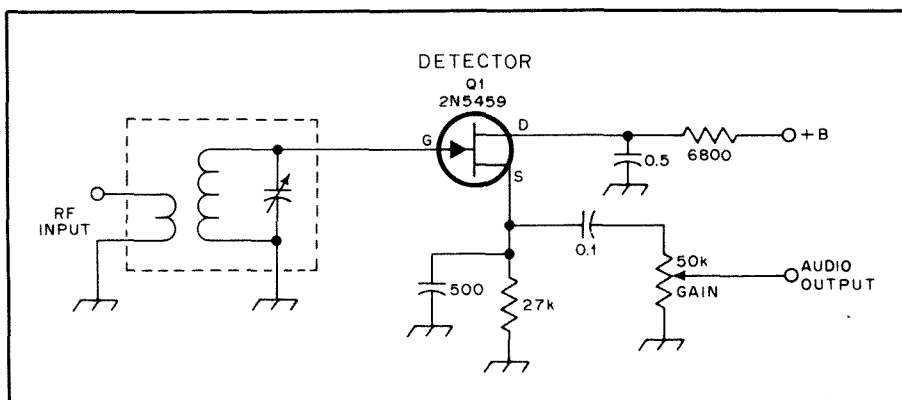 DETECTOR
Q1
2N5459
G
D
S
+B
6800
0.5
RF
INPUT
0.1
50k
GAIN
AUDIO
OUTPUT
500
27k